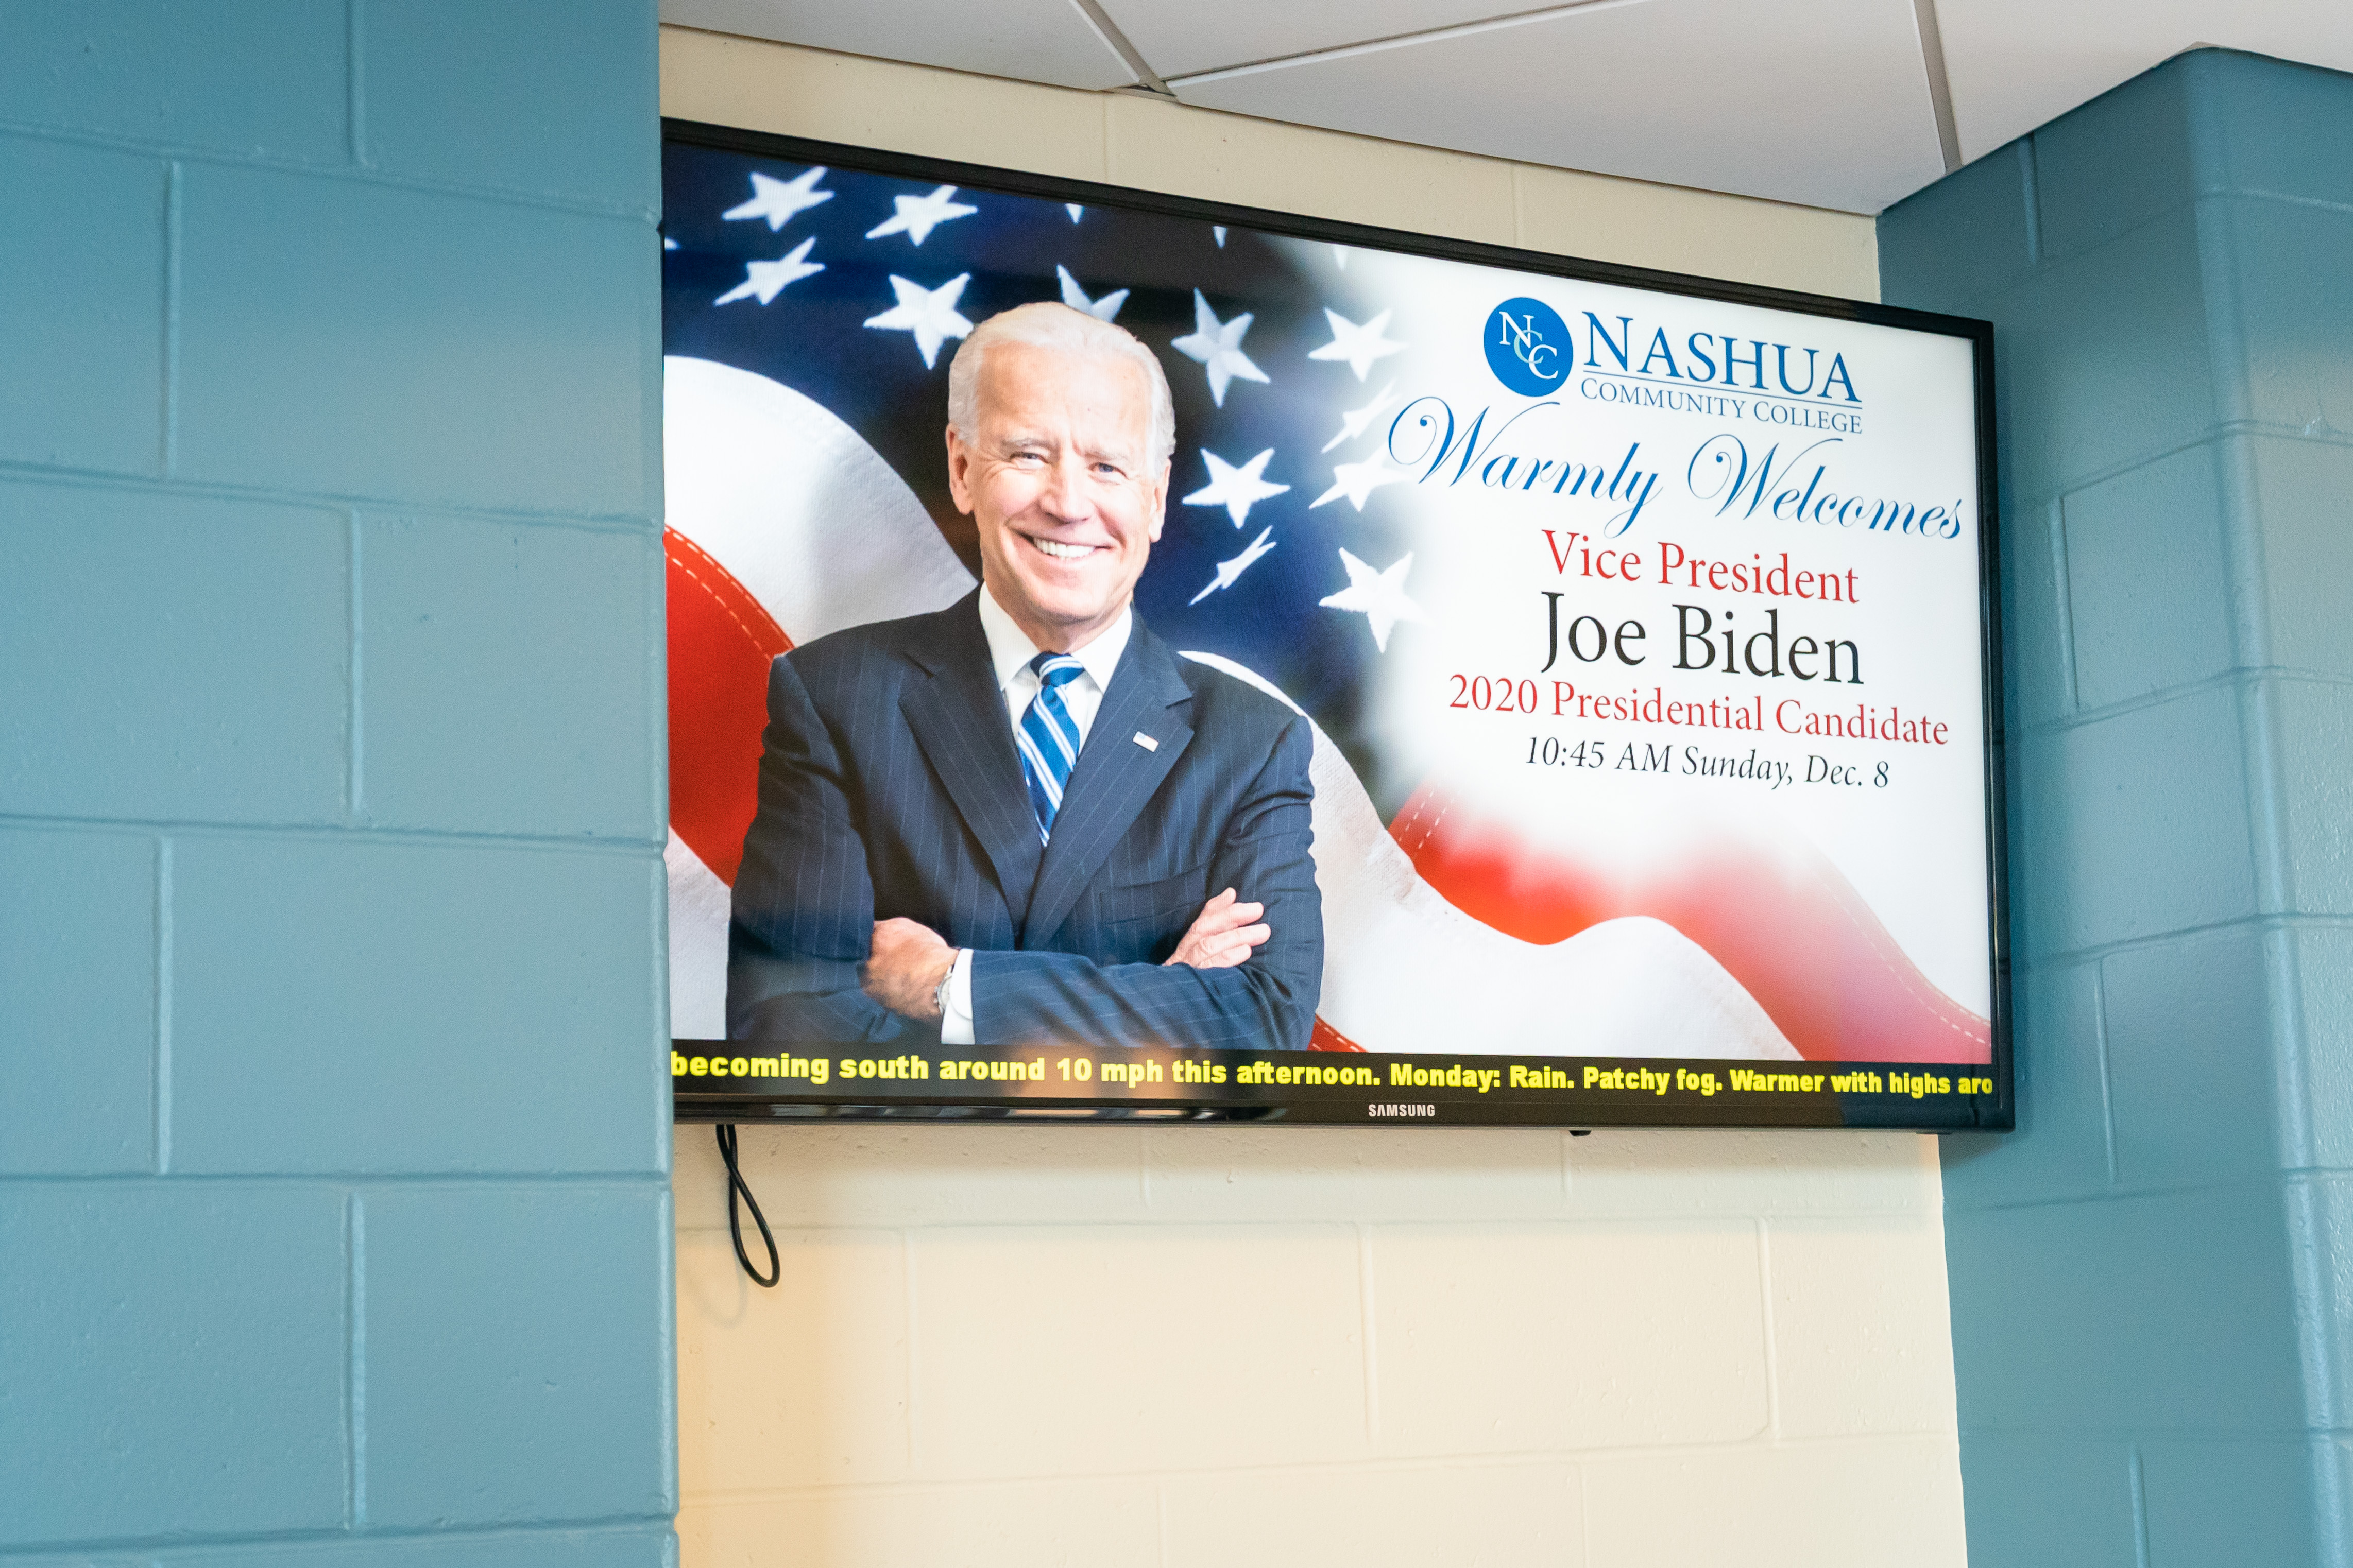 NCC
NASHUA
COMMUNITY COLLEGE
Warmly Welcomes
Vice President
Joe Biden
2020 Presidential Candidate
10:45 AM Sunday, Dec. 8
becoming south around 10 mph this afternoon. Monday: Rain. Patchy fog. Warmer with highs aro
SAMSUNG